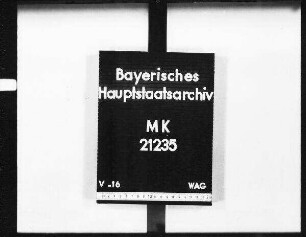 Bayerisches
Hauptstaatsarchiv
MK
21235
V -16 WAG